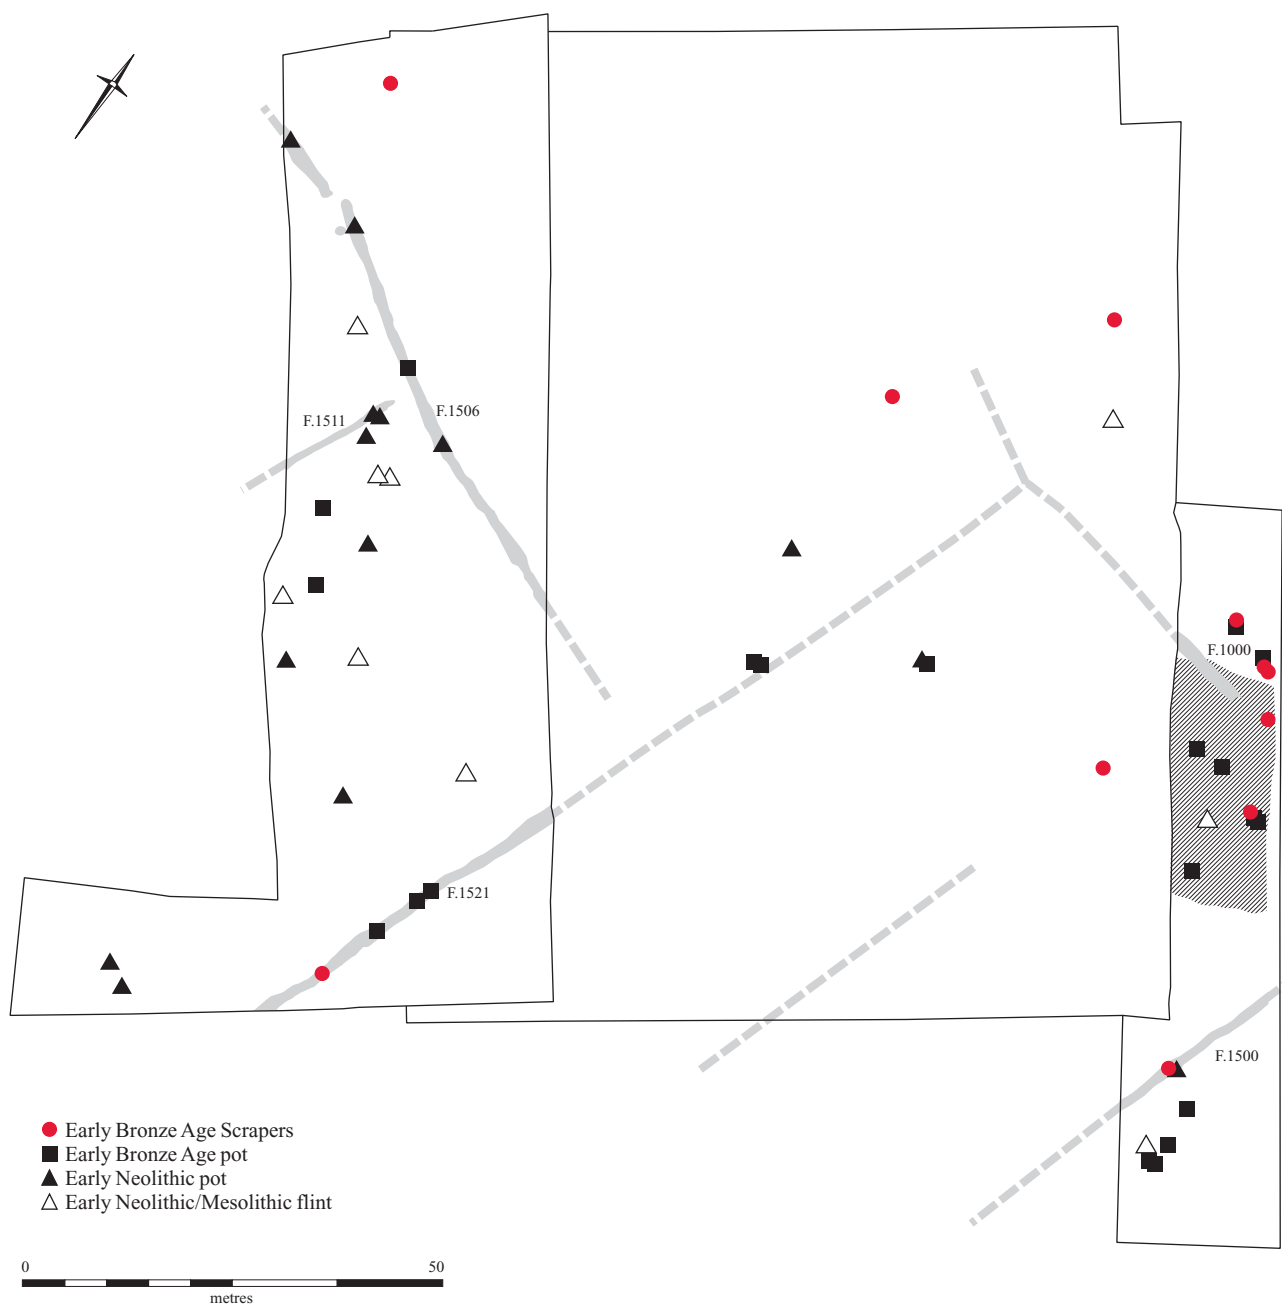 F.1511
F.1506
F.1000
F.1521
F.1500
Early Bronze Age Scrapers
Early Bronze Age pot
Early Neolithic pot
Early Neolithic/Mesolithic flint
0 50
metres